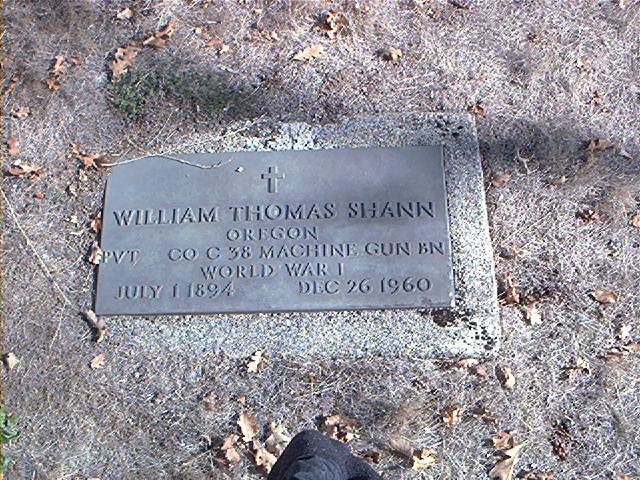 WILLIAM THOMAS SHANN
OREGON
PVT CO C 38 MACHINE GUN BN
WORLD WAR I
JULY 1 1894 DEC 26 1960